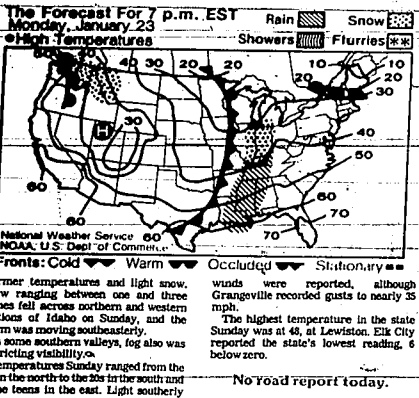 The Forecast For 7 p.m. EST
Monday, January 23
High Temperatures
Rain
Snow
Showers
Flurries
30 40 30 20 20
10
20
10
20
30
30
H
40
50
60
60
60
60
70
70
National Weather Service
NOAA, U.S. Dept of Commerce
Fronts: Cold Warm Occluded Stationary
rmer temperatures and light snow,
w ranging between one and three
es fell across northern and western
tions of Idaho on Sunday, and the
rm was moving southeasterly.
some southern valleys, fog also was
ricting visibility.
emperatures Sunday ranged from the
n the north to the 20s in the south and
e teens in the east. Light southerly
winds were reported, although
Grangeville recorded gusts to nearly 35
mph.
The highest temperature in the state
Sunday was at 48, at Lewiston. Elk City
reported the state's lowest reading, 6
below zero.
No road report today.